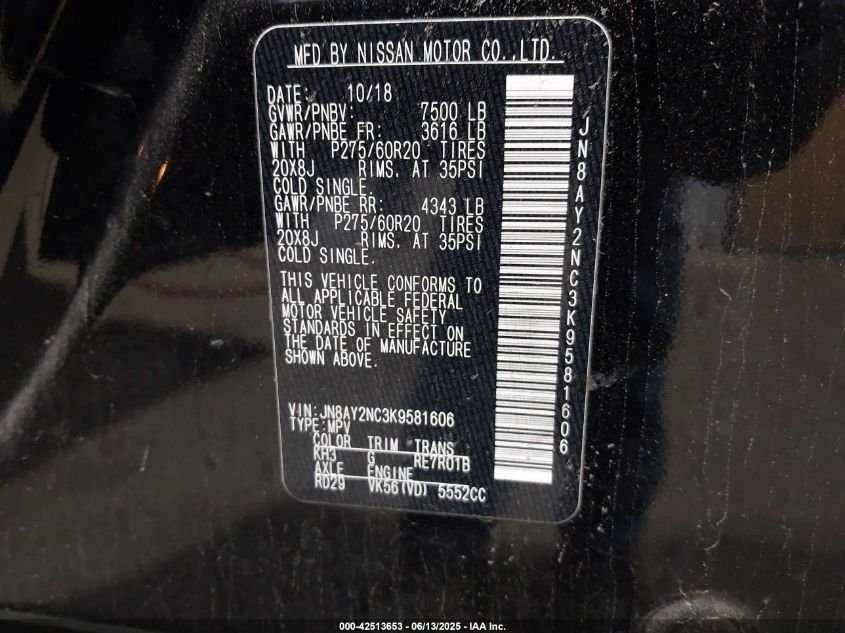 MFD BY NISSAN MOTOR CO.,LTD.
DATE: 10/18
GVWR/PNBV: 7500 LB
GAWR/PNBE FR: 3616 LB
WITH P275/60R20 TIRES
20X8J RIMS. AT 35PSI
COLD SINGLE.
GAWR/PNBE RR: 4343 LB
WITH P275/60R20 TIRES
20X8J RIMS. AT 35PSI
COLD SINGLE.
THIS VEHICLE CONFORMS TO
ALL APPLICABLE FEDERAL
MOTOR VEHICLE SAFETY
STANDARDS IN EFFECT ON
THE DATE OF MANUFACTURE
SHOWN ABOVE.
VIN:JN8AY2NC3K9581606
TYPE:MPV
COLOR TRIM TRANS
KH3 G RE7R01B
AXLE ENGINE
RD29 VK56(VD) 5552CC
JN8AY2NC3K9581606
000-42513653 - 06/13/2025 - IAA Inc.